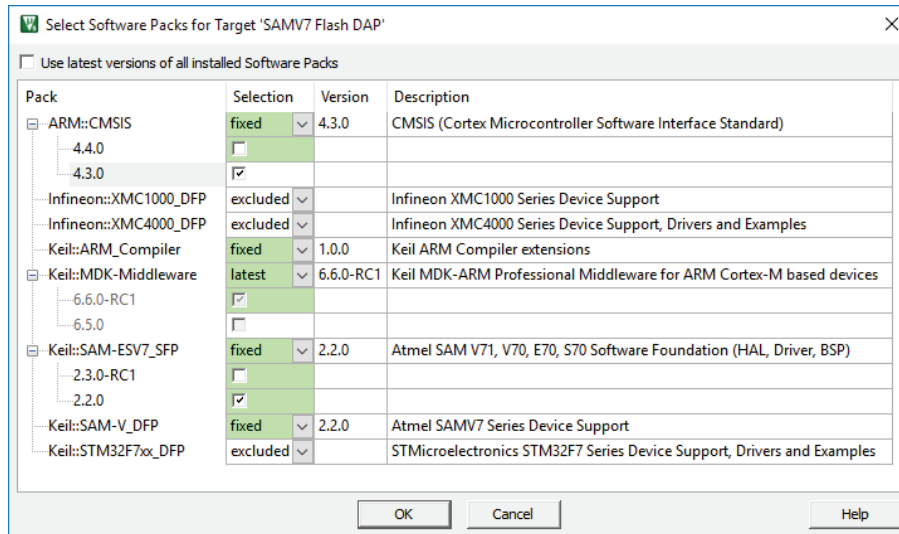 Select Software Packs for Target 'SAMV7 Flash DAP'
Use latest versions of all installed Software Packs
Pack Selection Version Description
ARM::CMSIS fixed 4.3.0 CMSIS (Cortex Microcontroller Software Interface Standard)
4.4.0
4.3.0
Infineon::XMC1000_DFP excluded Infineon XMC1000 Series Device Support
Infineon::XMC4000_DFP excluded Infineon XMC4000 Series Device Support, Drivers and Examples
Keil::ARM_Compiler fixed 1.0.0 Keil ARM Compiler extensions
Keil::MDK-Middleware latest 6.6.0-RC1 Keil MDK-ARM Professional Middleware for ARM Cortex-M based devices
6.6.0-RC1
6.5.0
Keil::SAM-ESV7_SFP fixed 2.2.0 Atmel SAM V71, V70, E70, S70 Software Foundation (HAL, Driver, BSP)
2.3.0-RC1
2.2.0
Keil::SAM-V_DFP fixed 2.2.0 Atmel SAMV7 Series Device Support
Keil::STM32F7xx_DFP excluded STMicroelectronics STM32F7 Series Device Support, Drivers and Examples
OK Cancel Help